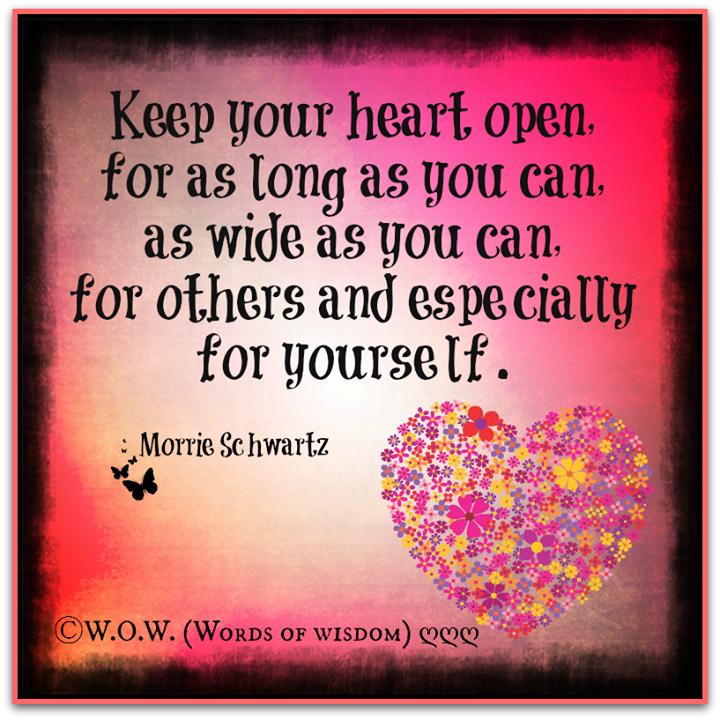 Keep your heart open,
for as long as you can,
as wide as you can,
for others and especially
for yourself.
Morrie Schwartz
©W.O.W. (Words of wisdom) ღღღ